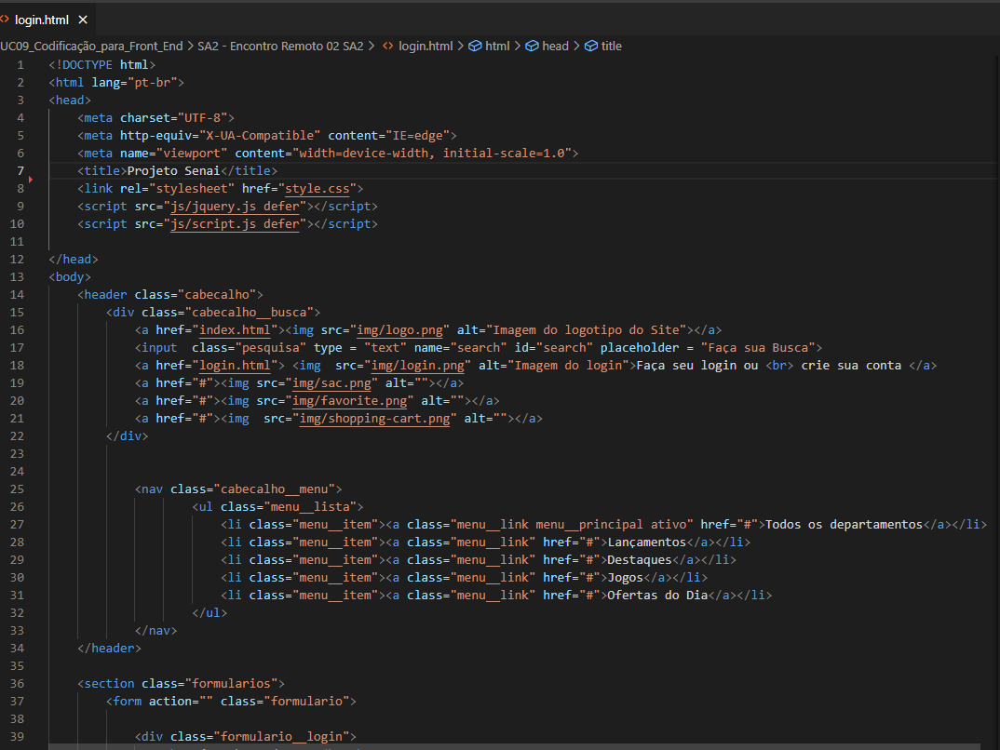 login.html ×
UC09_Codificação_para_Front_End > SA2 - Encontro Remoto 02 SA2 > login.html > html > head > title
1 <!DOCTYPE html>
2 <html lang="pt-br">
3 <head>
4 <meta charset="UTF-8">
5 <meta http-equiv="X-UA-Compatible" content="IE=edge">
6 <meta name="viewport" content="width=device-width, initial-scale=1.0">
7 <title>Projeto Senai</title>
8 <link rel="stylesheet" href="style.css">
9 <script src="js/jquery.js defer"></script>
10 <script src="js/script.js defer"></script>
11
12 </head>
13 <body>
14 <header class="cabecalho">
15 <div class="cabecalho__busca">
16 <a href="index.html"><img src="img/logo.png" alt="Imagem do logotipo do Site"></a>
17 <input  class="pesquisa" type = "text" name="search" id="search" placeholder = "Faça sua Busca">
18 <a href="login.html"> <img  src="img/login.png" alt="Imagem do login">Faça seu login ou <br> crie sua conta </a>
19 <a href="#"><img src="img/sac.png" alt=""></a>
20 <a href="#"><img src="img/favorite.png" alt=""></a>
21 <a href="#"><img  src="img/shopping-cart.png" alt=""></a>
22 </div>
23
24
25 <nav class="cabecalho__menu">
26 <ul class="menu__lista">
27 <li class="menu__item"><a class="menu__link menu__principal ativo" href="#">Todos os departamentos</a></li>
28 <li class="menu__item"><a class="menu__link" href="#">Lançamentos</a></li>
29 <li class="menu__item"><a class="menu__link" href="#">Destaques</a></li>
30 <li class="menu__item"><a class="menu__link" href="#">Jogos</a></li>
31 <li class="menu__item"><a class="menu__link" href="#">Ofertas do Dia</a></li>
32 </ul>
33 </nav>
34 </header>
35
36 <section class="formularios">
37 <form action="" class="formulario">
38
39 <div class="formulario__login">